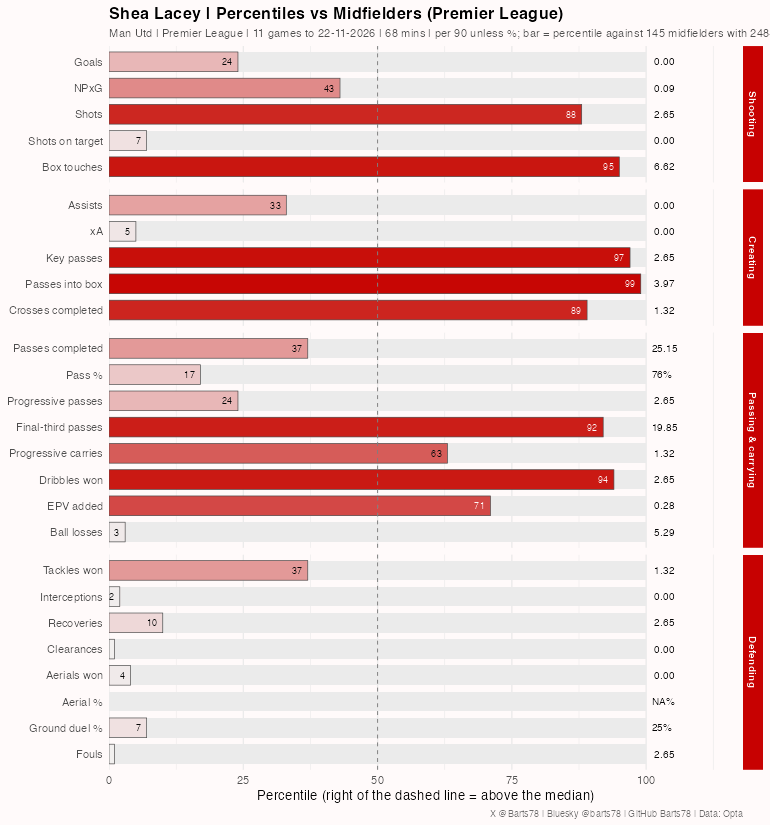 Shea Lacey | Percentiles vs Midfielders (Premier League)
Man Utd | Premier League | 11 games to 22-11-2026 | 68 mins | per 90 unless %; bar = percentile against 145 midfielders with 248
Goals 24 0.00
NPxG 43 0.09
Shots 88 2.65
Shots on target 7 0.00
Box touches 95 6.62
Shooting
Assists 33 0.00
xA 5 0.00
Key passes 97 2.65
Passes into box 99 3.97
Crosses completed 89 1.32
Creating
Passes completed 37 25.15
Pass % 17 76%
Progressive passes 24 2.65
Final-third passes 92 19.85
Progressive carries 63 1.32
Dribbles won 94 2.65
EPV added 71 0.28
Ball losses 3 5.29
Passing & carrying
Tackles won 37 1.32
Interceptions 2 0.00
Recoveries 10 2.65
Clearances 0.00
Aerials won 4 0.00
Aerial % NA%
Ground duel % 7 25%
Fouls 2.65
Defending
0 25 50 75 100
Percentile (right of the dashed line = above the median)
X @Barts78 | Bluesky @barts78 | GitHub Barts78 | Data: Opta